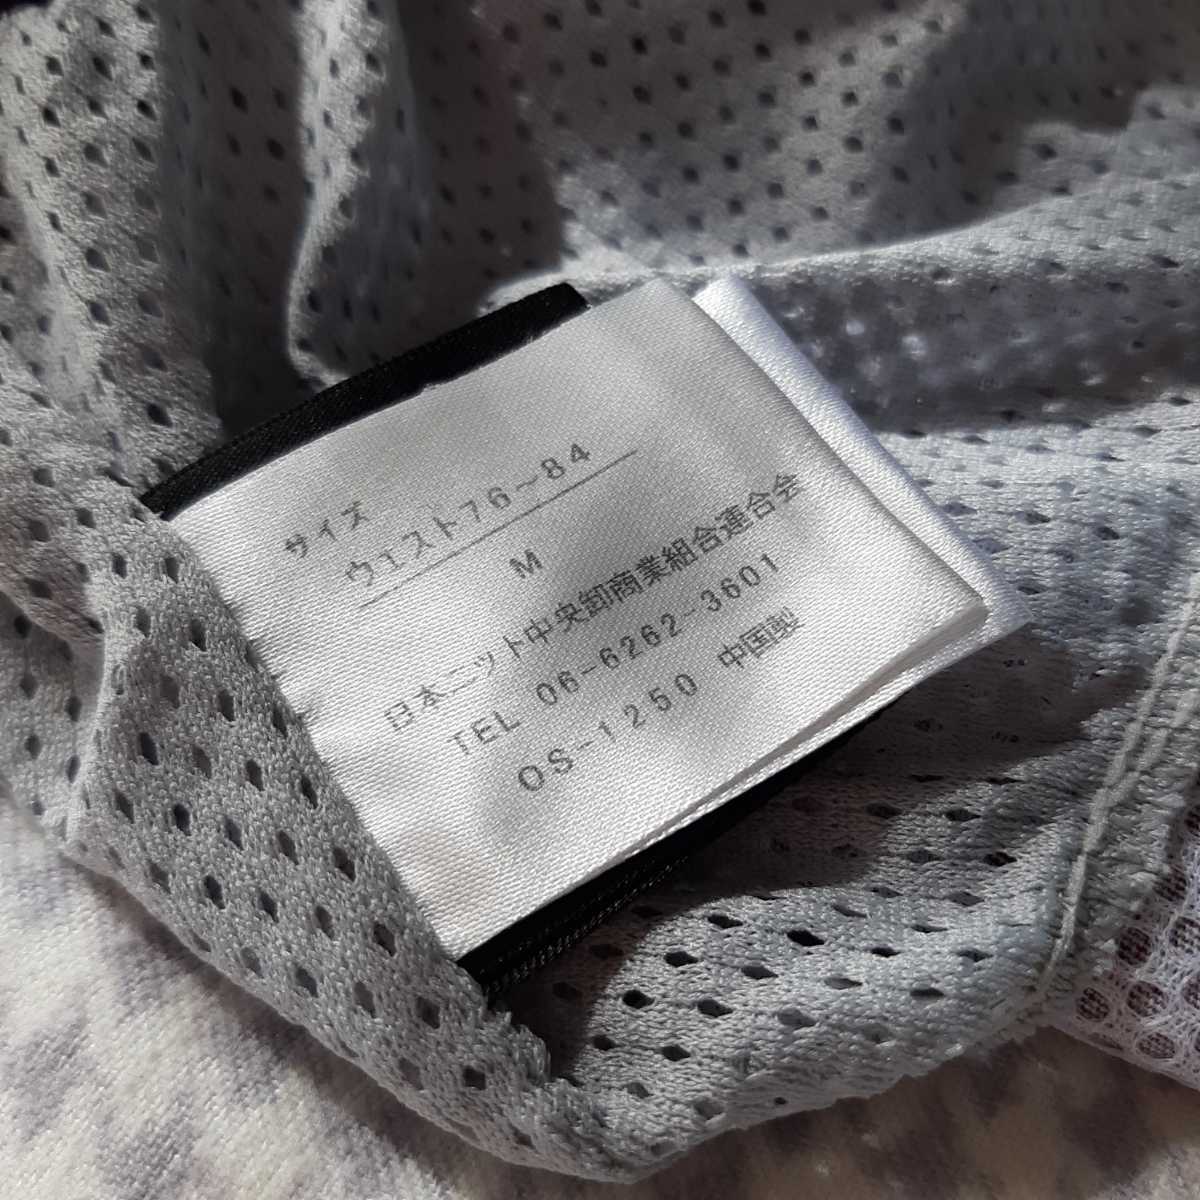 サイズ
ウエスト76~84
M
日本ニット中央卸商業組合連合会
TEL 06-6262-3601
OS-1250 中国製